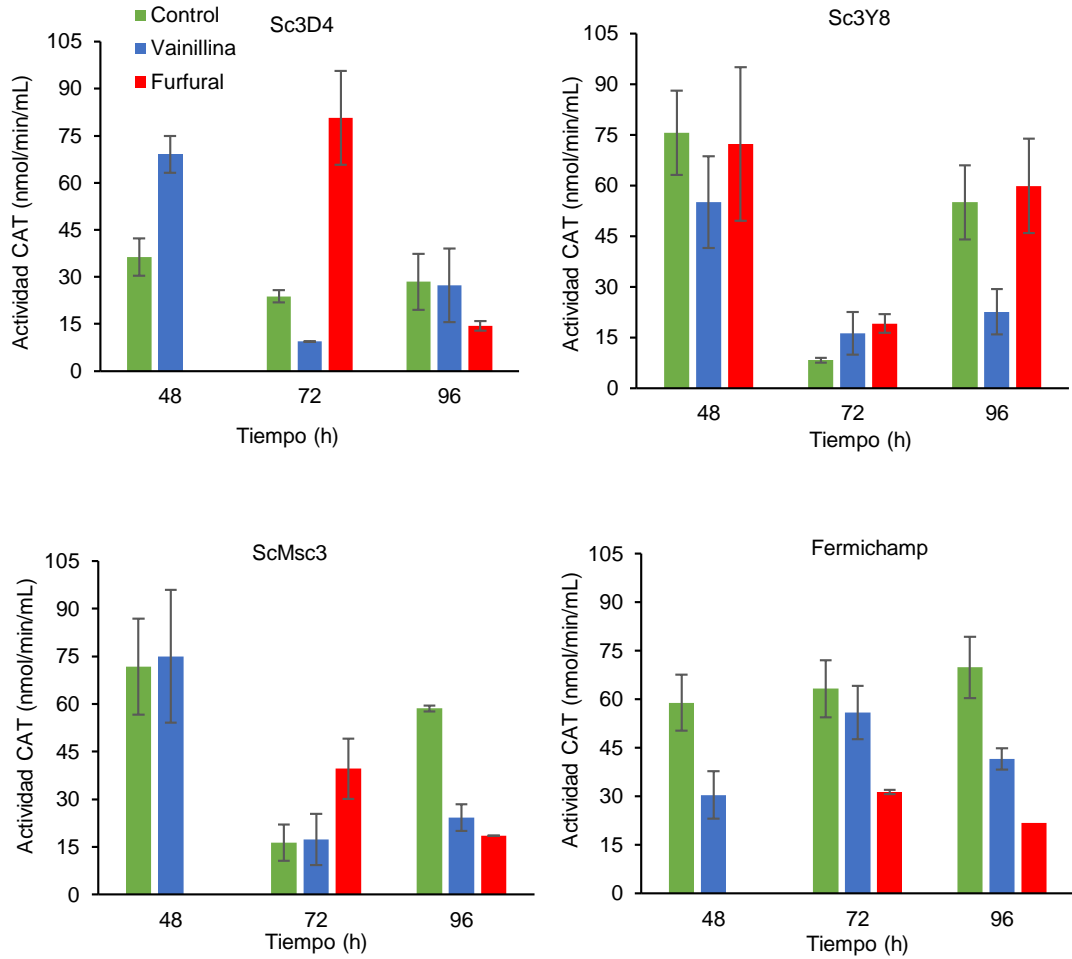 Sc3D4
Control
Vainillina
Furfural
Actividad CAT (nmol/min/mL)
105
90
75
60
45
30
15
0
48 72 96
Tiempo (h)
Sc3Y8
Actividad CAT (nmol/min/mL)
105
90
75
60
45
30
15
0
48 72 96
Tiempo (h)
ScMsc3
Actividad CAT (nmol/min/mL)
105
90
75
60
45
30
15
0
48 72 96
Tiempo (h)
Fermichamp
Actividad CAT (nmol/min/mL)
105
90
75
60
45
30
15
0
48 72 96
Tiempo (h)